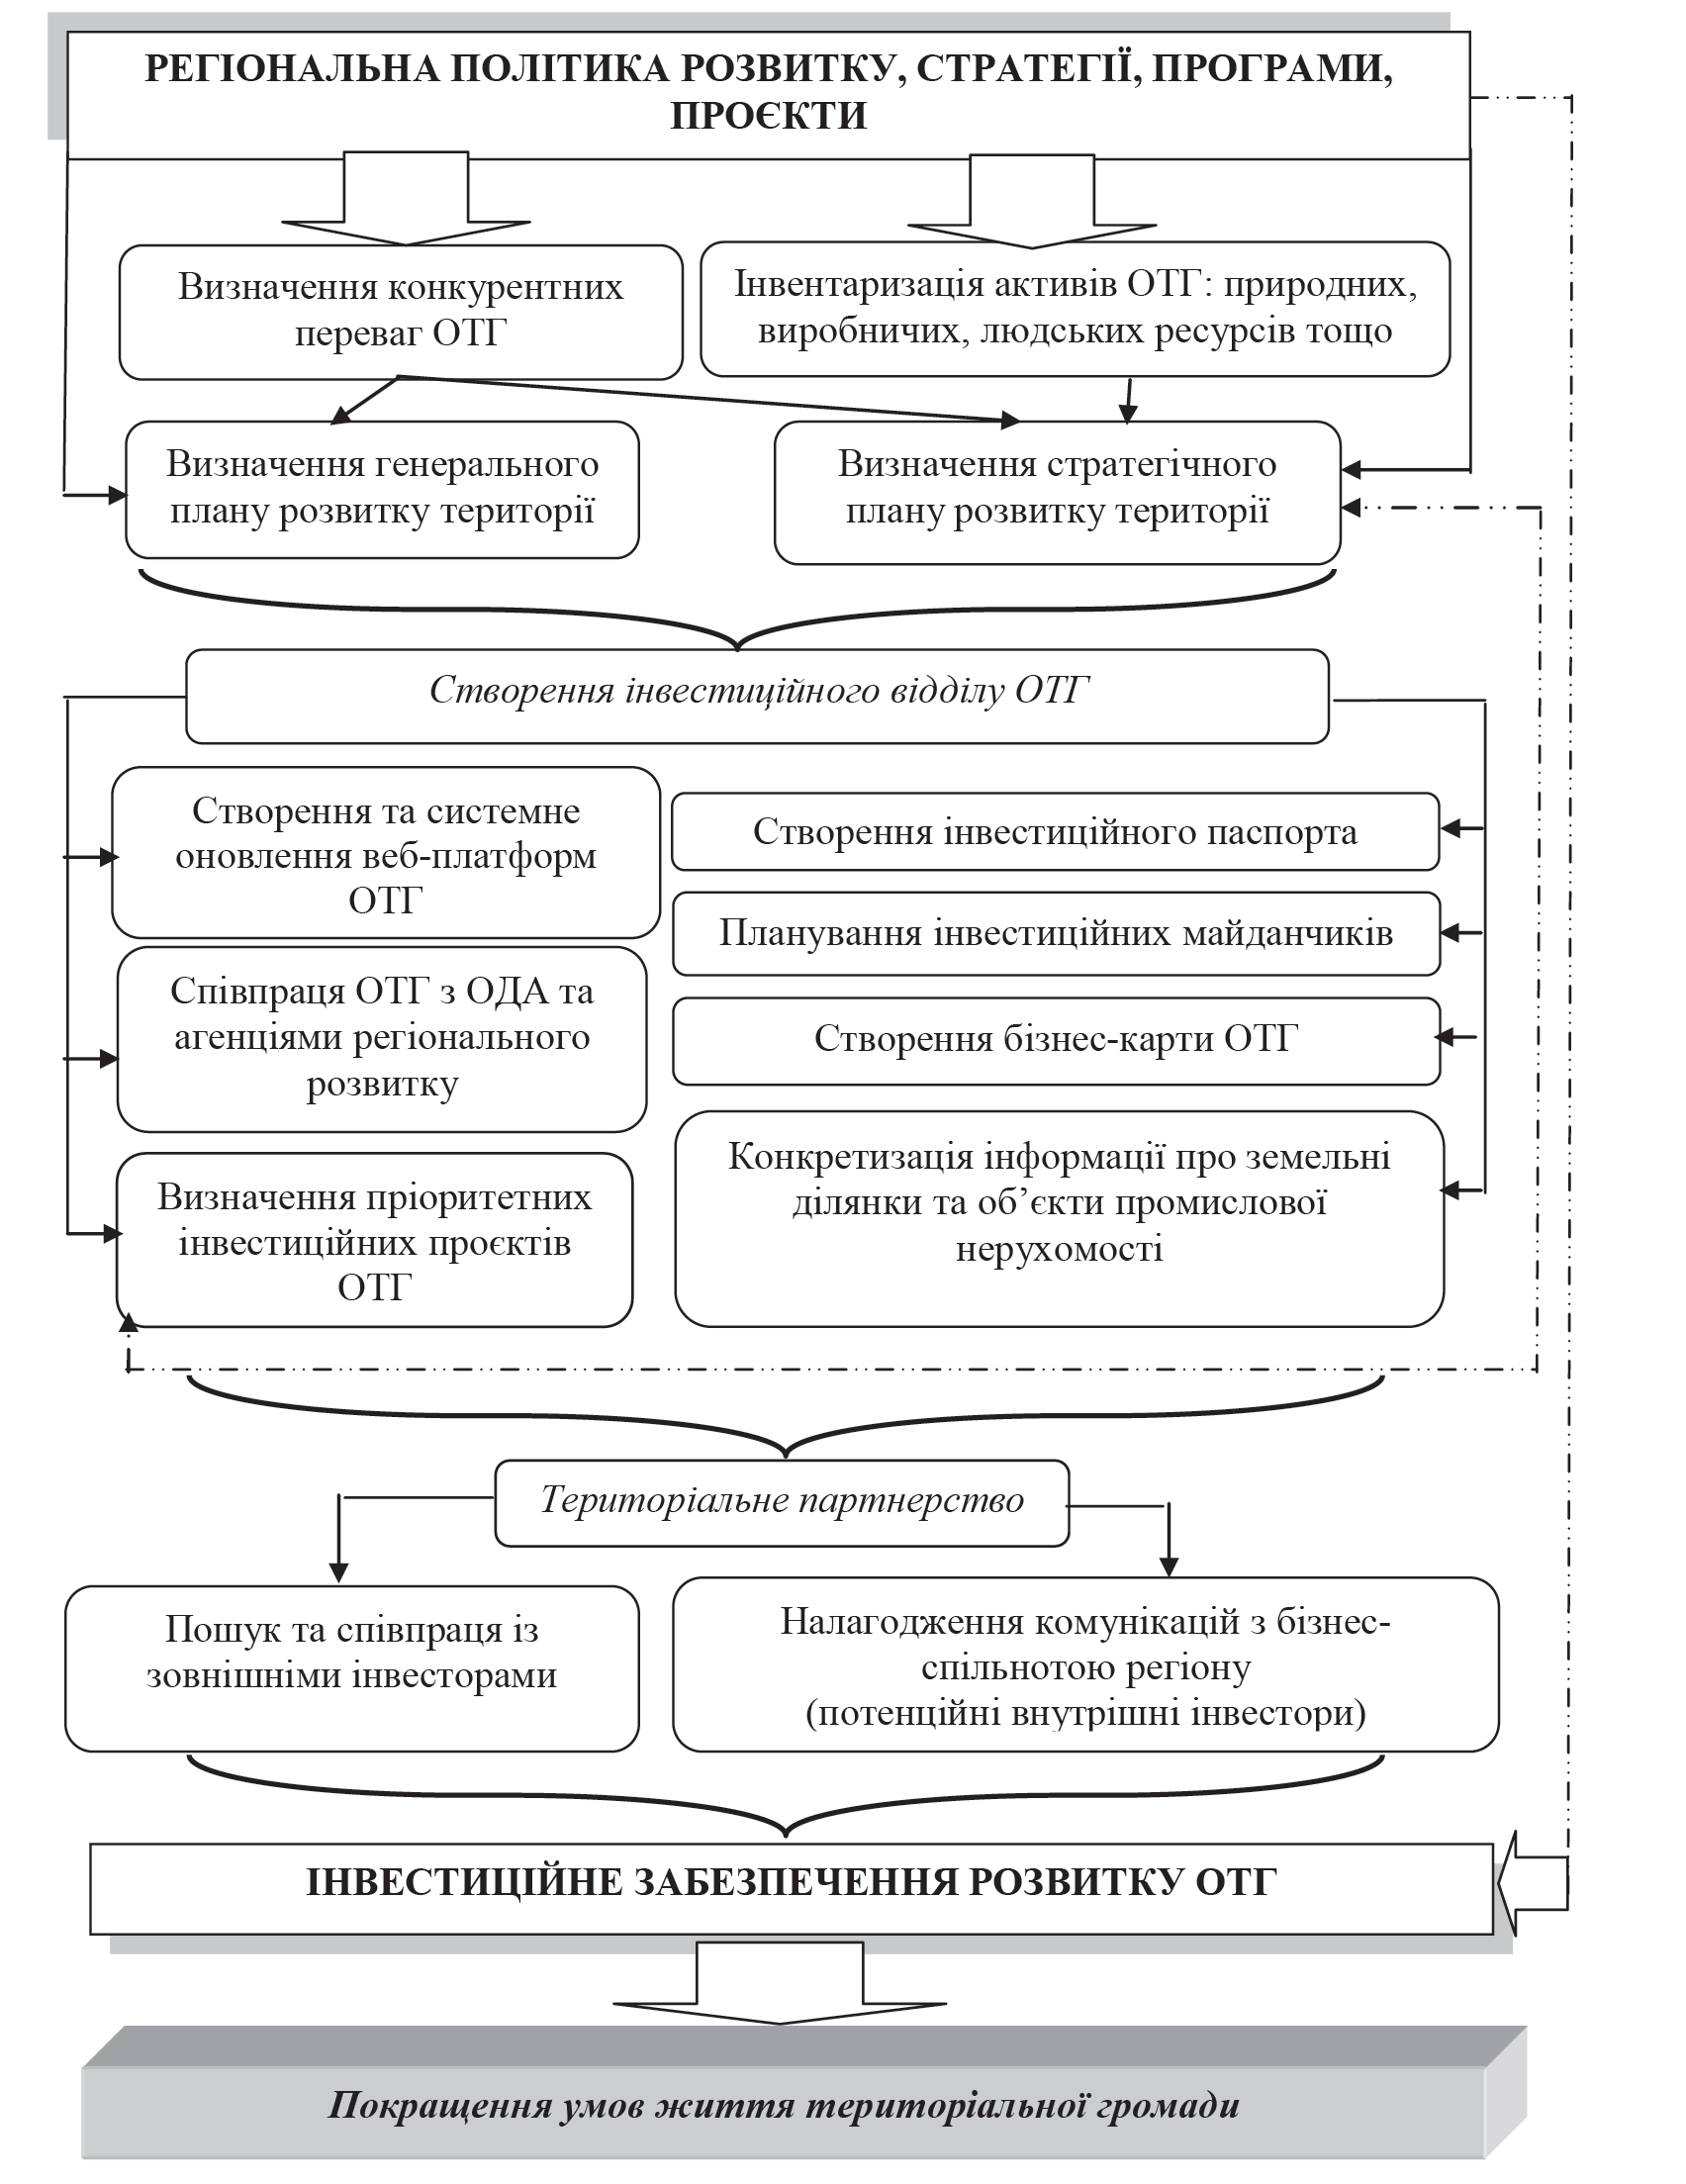 РЕГІОНАЛЬНА ПОЛІТИКА РОЗВИТКУ, СТРАТЕГІЇ, ПРОГРАМИ,
ПРОЄКТИ
Визначення конкурентних
переваг ОТГ
Інвентаризація активів ОТГ: природних,
виробничих, людських ресурсів тощо
Визначення генерального
плану розвитку території
Визначення стратегічного
плану розвитку території
Створення інвестиційного відділу ОТГ
Створення та системне
оновлення веб-платформ
ОТГ
Співпраця ОТГ з ОДА та
агенціями регіонального
розвитку
Визначення пріоритетних
інвестиційних проєктів
ОТГ
Створення інвестиційного паспорта
Планування інвестиційних майданчиків
Створення бізнес-карти ОТГ
Конкретизація інформації про земельні
ділянки та об’єкти промислової
нерухомості
Територіальне партнерство
Пошук та співпраця із
зовнішніми інвесторами
Налагодження комунікацій з бізнес-
спільнотою регіону
(потенційні внутрішні інвестори)
ІНВЕСТИЦІЙНЕ ЗАБЕЗПЕЧЕННЯ РОЗВИТКУ ОТГ
Покращення умов життя територіальної громади